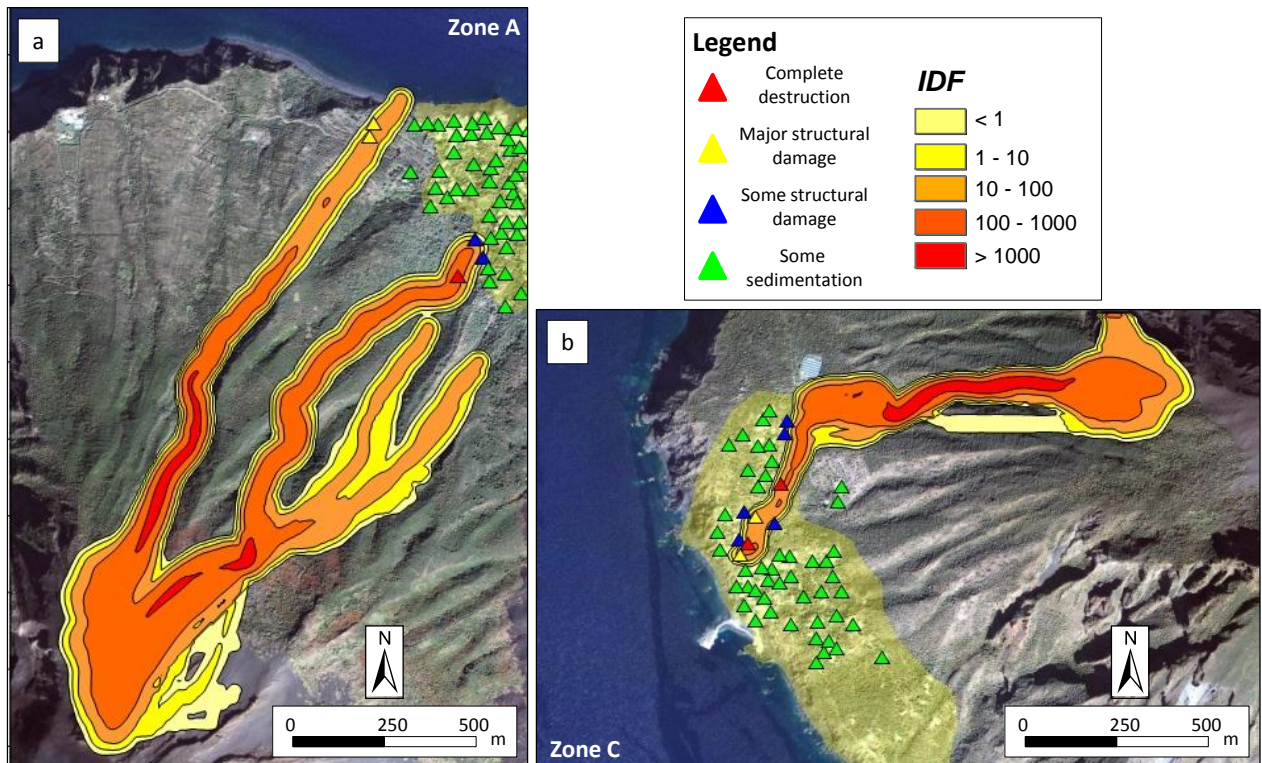 a
Zone A
N
0 250 500
m
Legend
Complete
destruction
Major structural
damage
Some structural
damage
Some
sedimentation
IDF
< 1
1 - 10
10 - 100
100 - 1000
> 1000
b
N
0 250 500
m
Zone C